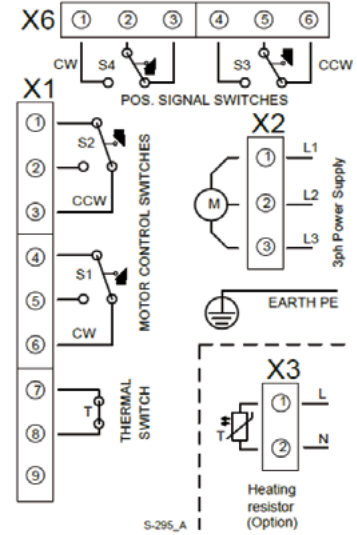 X6 1 2 3 4 5 6
CW S4 S3 CCW
POS. SIGNAL SWITCHES
X1
1
S2
2
3 CCW
4
S1
5
6 CW
MOTOR CONTROL SWITCHES
7
T
8
9
THERMAL
SWITCH
X2
1 L1
M 2 L2
3 L3
3ph Power Supply
EARTH PE
X3
1 L
T
2 N
Heating
resistor
(Option)
S-295_A